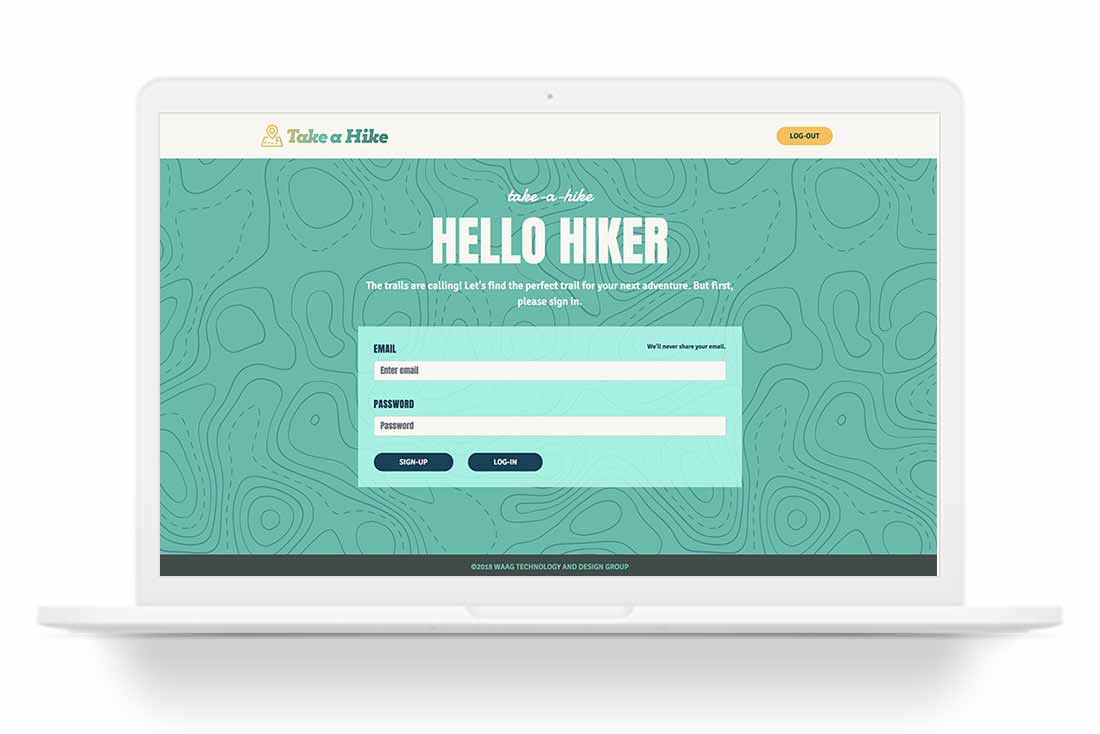 Take a Hike
LOG-OUT
take-a-hike
HELLO HIKER
The trails are calling! Let's find the perfect trail for your next adventure. But first,
please sign in.
EMAIL
We'll never share your email.
Enter email
PASSWORD
Password
SIGN-UP
LOG-IN
©2018 WAAG TECHNOLOGY AND DESIGN GROUP